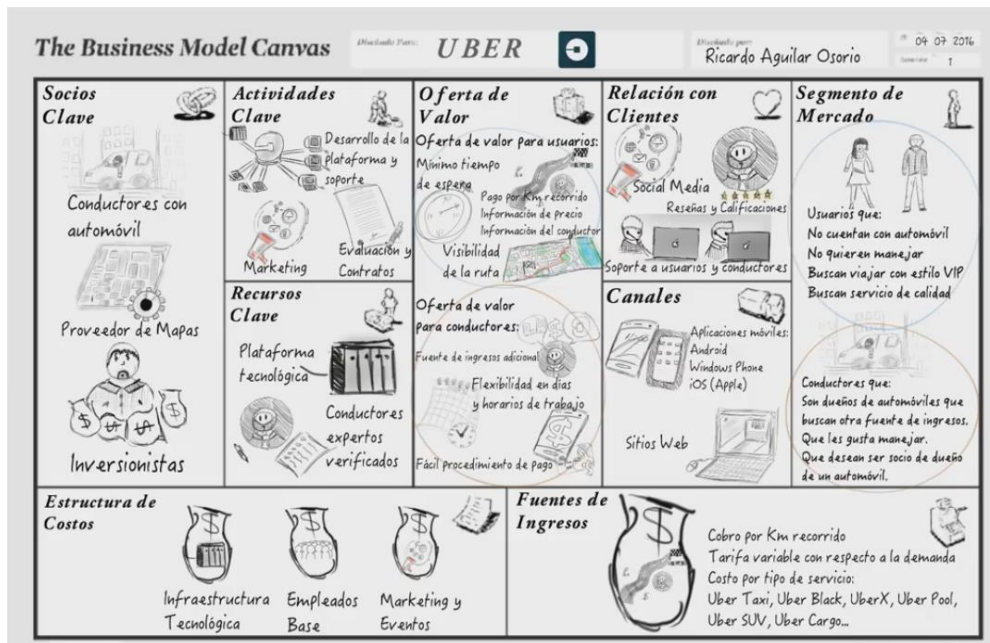 The Business Model Canvas
Diseñado Para:
UBER
Diseñado por:
Ricardo Aguilar Osorio
04 07 2016
1
Socios
Clave
Conductores con
automóvil
Proveedor de Mapas
Inversionistas
Actividades
Clave
Desarrollo de la
plataforma y
soporte
Marketing
Evaluación y
Contratos
Recursos
Clave
Plataforma
tecnológica
Conductores
expertos
verificados
Oferta de
Valor
Oferta de valor para usuarios:
Mínimo tiempo
de espera
Pago por Km recorrido
Información de precio
Información del conductor
Visibilidad
de la ruta
Oferta de valor
para conductores:
Fuente de ingresos adicional
Flexibilidad en días
y horarios de trabajo
Fácil procedimiento de pago
Relación con
Clientes
Social Media
Reseñas y Calificaciones
Soporte a usuarios y conductores
Canales
Aplicaciones móviles:
Android
Windows Phone
iOS (Apple)
Sitios Web
Segmento de
Mercado
Usuarios que:
No cuentan con automóvil
No quieren manejar
Buscan viajar con estilo VIP
Buscan servicio de calidad
Conductores que:
Son dueños de automóviles que
buscan otra fuente de ingresos.
Que les gusta manejar.
Que desean ser socio de dueño
de un automóvil.
Estructura de
Costos
$
$
$
Infraestructura
Tecnológica
Empleados
Base
Marketing y
Eventos
Fuentes de
Ingresos
$
Cobro por Km recorrido
Tarifa variable con respecto a la demanda
Costo por tipo de servicio:
Uber Taxi, Uber Black, UberX, Uber Pool,
Uber SUV, Uber Cargo...